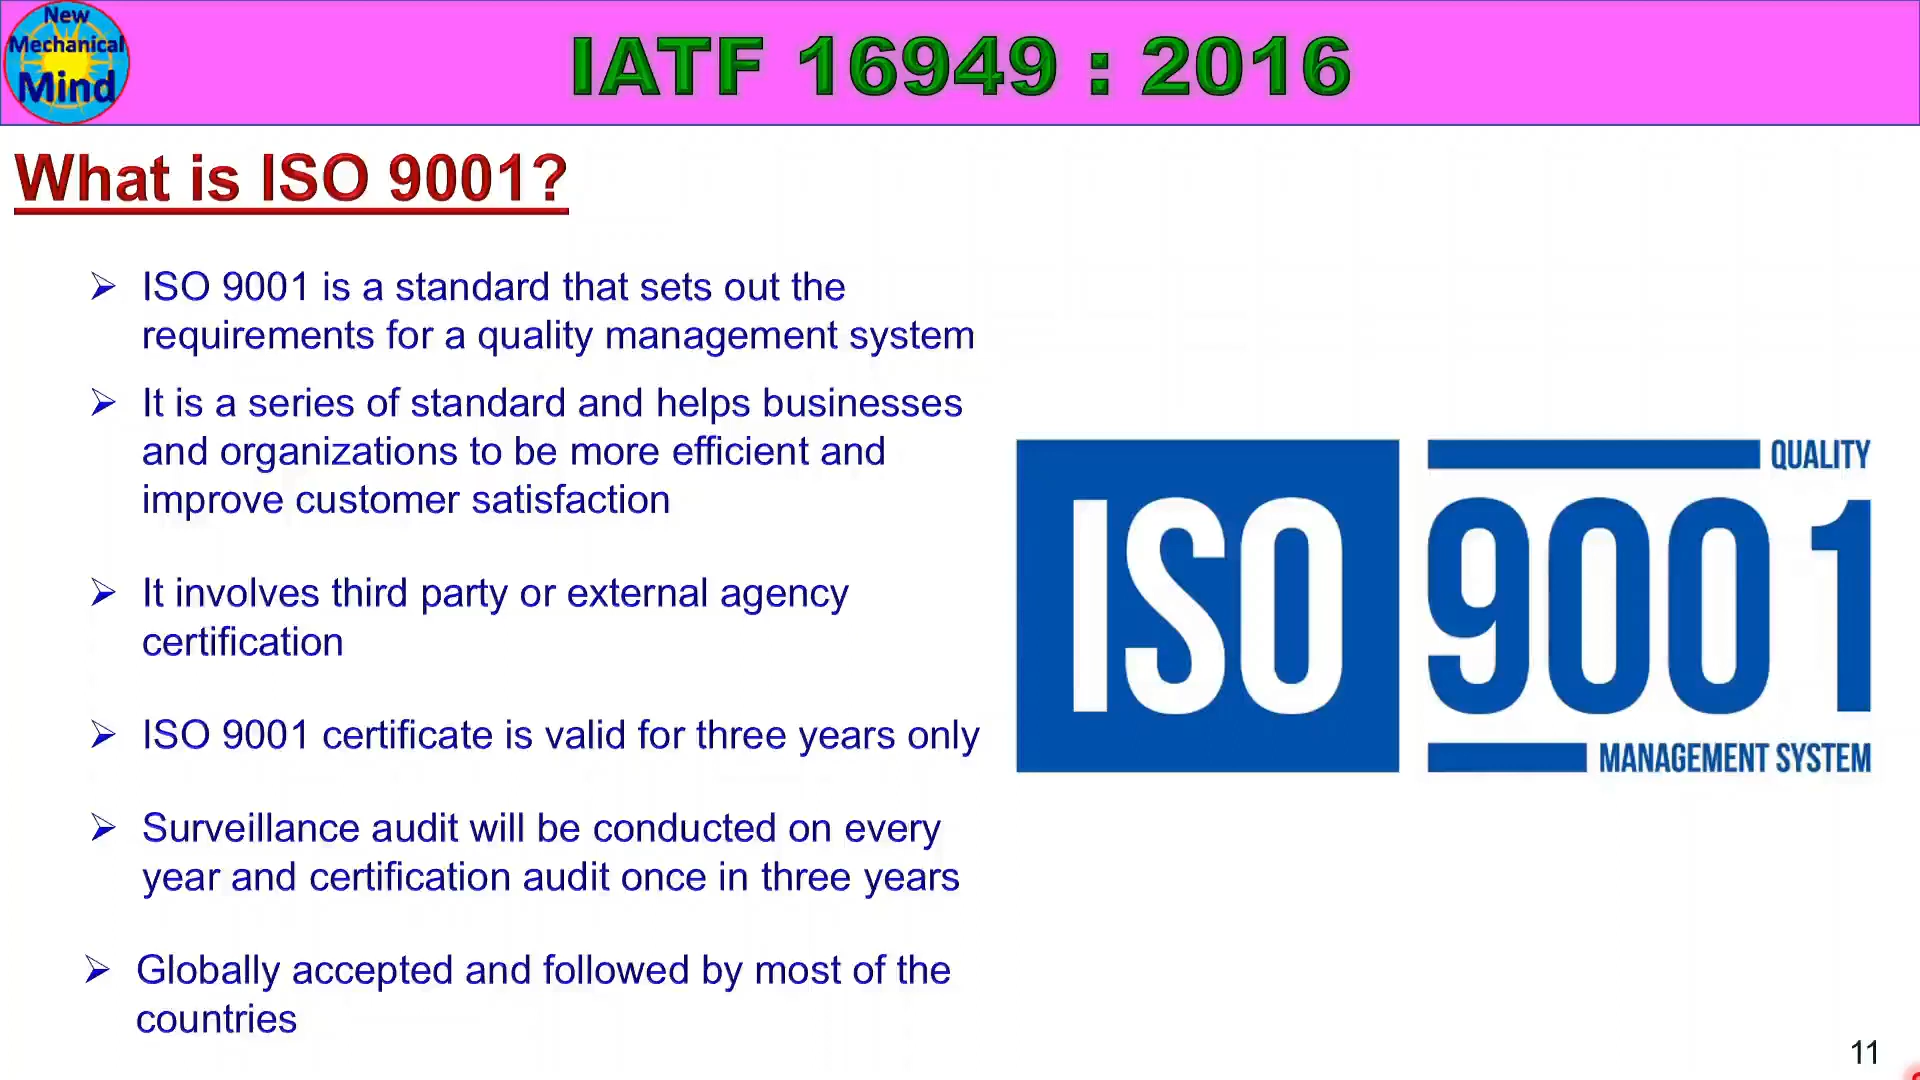 New
Mechanical
Mind
IATF 16949 : 2016
What is ISO 9001?
ISO 9001 is a standard that sets out the
requirements for a quality management system
It is a series of standard and helps businesses
and organizations to be more efficient and
improve customer satisfaction
It involves third party or external agency
certification
ISO 9001 certificate is valid for three years only
Surveillance audit will be conducted on every
year and certification audit once in three years
Globally accepted and followed by most of the
countries
QUALITY
ISO 9001
MANAGEMENT SYSTEM
11